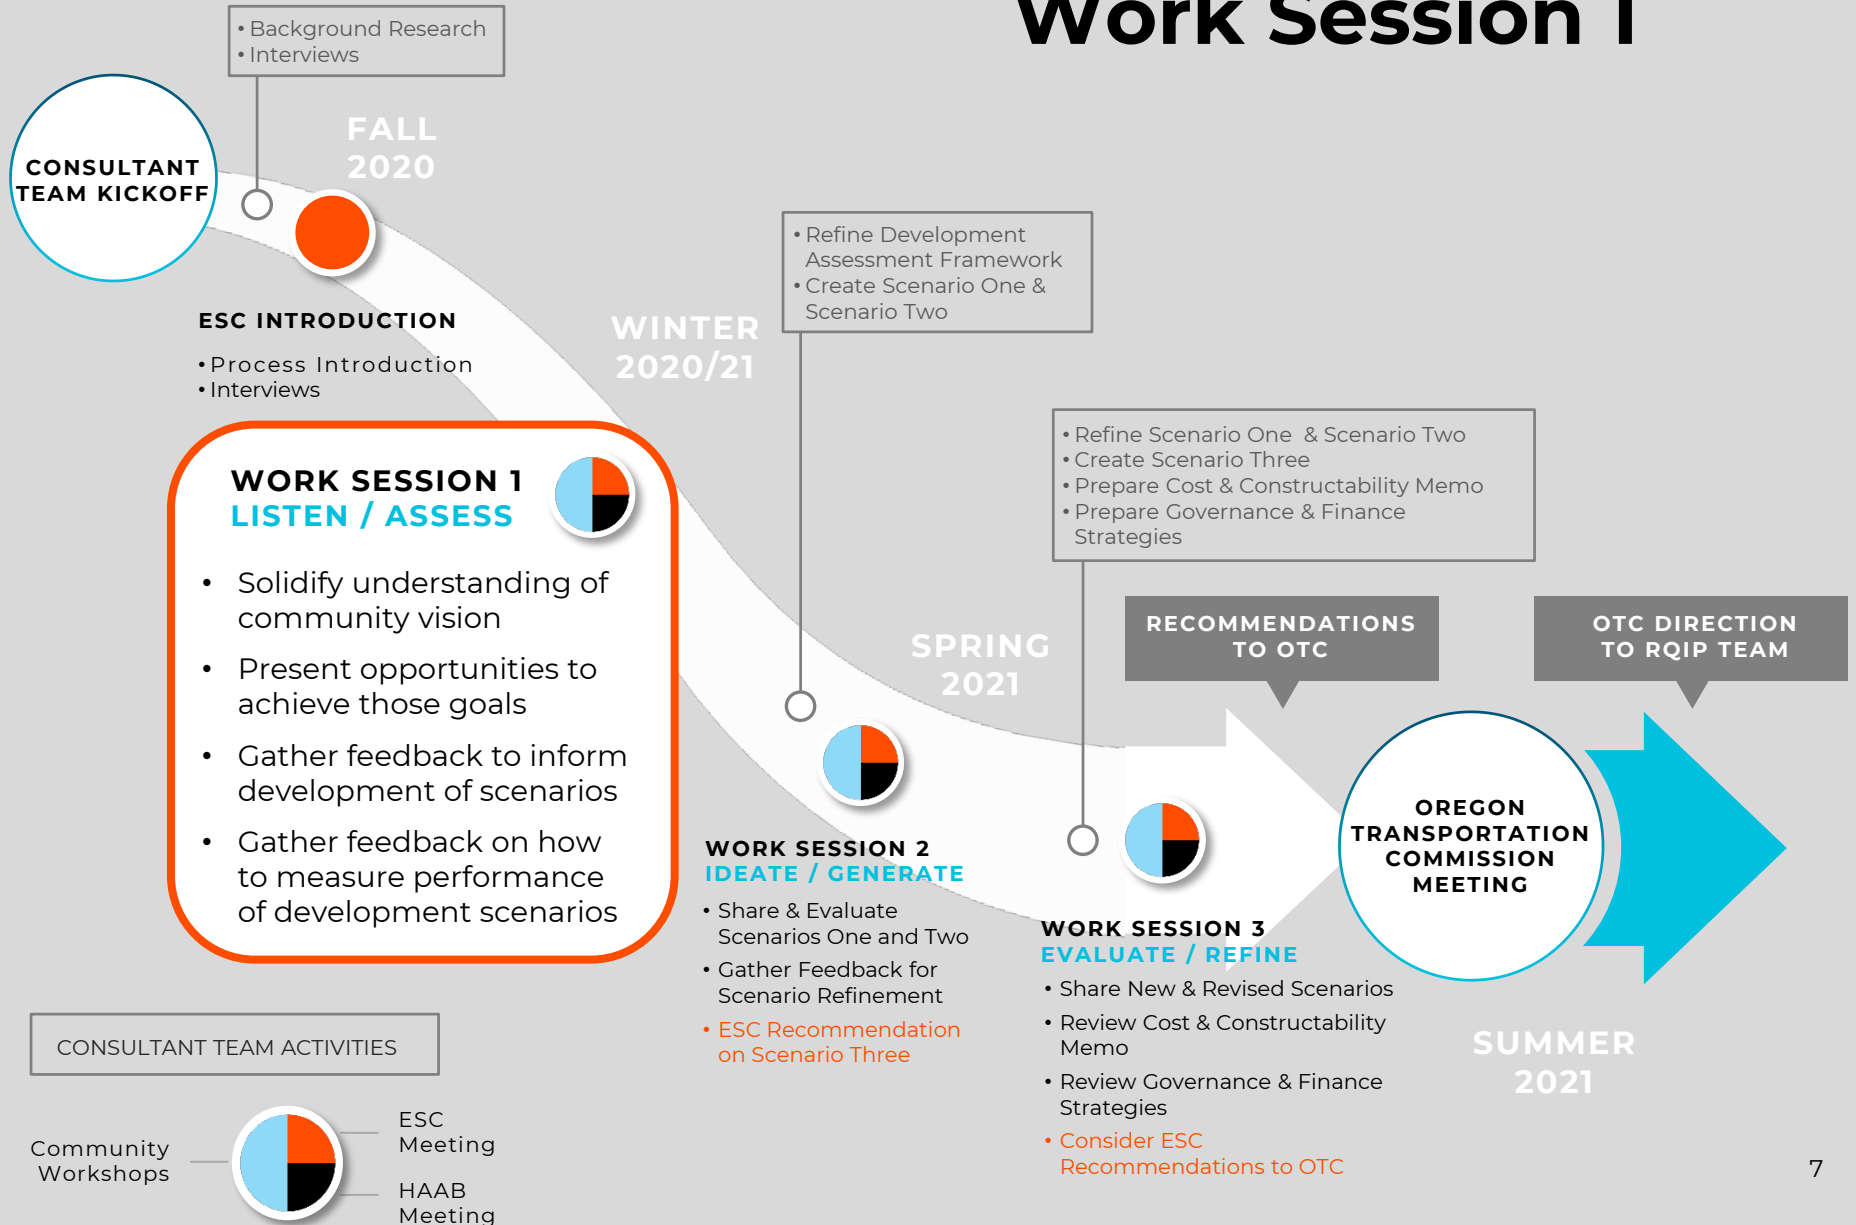 Work Session 1
• Background Research
• Interviews
CONSULTANT
TEAM KICKOFF
FALL
2020
ESC INTRODUCTION
• Process Introduction
• Interviews
WINTER
2020/21
• Refine Development
Assessment Framework
• Create Scenario One &
Scenario Two
WORK SESSION 1
LISTEN / ASSESS
• Solidify understanding of
community vision
• Present opportunities to
achieve those goals
• Gather feedback to inform
development of scenarios
• Gather feedback on how
to measure performance
of development scenarios
• Refine Scenario One & Scenario Two
• Create Scenario Three
• Prepare Cost & Constructability Memo
• Prepare Governance & Finance
Strategies
SPRING
2021
RECOMMENDATIONS
TO OTC
OTC DIRECTION
TO RQIP TEAM
WORK SESSION 2
IDEATE / GENERATE
• Share & Evaluate
Scenarios One and Two
• Gather Feedback for
Scenario Refinement
• ESC Recommendation
on Scenario Three
WORK SESSION 3
EVALUATE / REFINE
• Share New & Revised Scenarios
• Review Cost & Constructability
Memo
• Review Governance & Finance
Strategies
• Consider ESC
Recommendations to OTC
OREGON
TRANSPORTATION
COMMISSION
MEETING
SUMMER
2021
CONSULTANT TEAM ACTIVITIES
Community
Workshops
ESC
Meeting
HAAB
Meeting
7